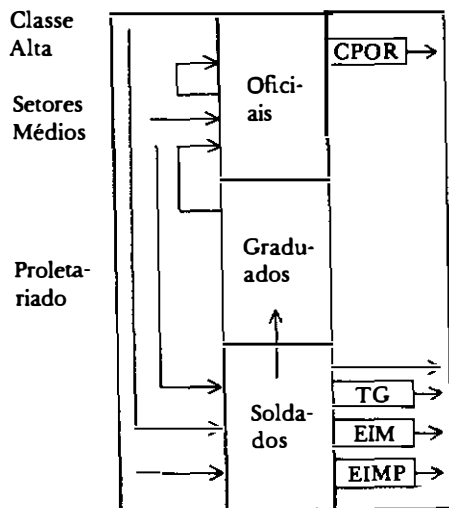 Classe
Alta
CPOR
Ofici-
ais
Setores
Médios
Gradu-
ados
Proleta-
riado
TG
Solda-
dos
EIM
EIMP